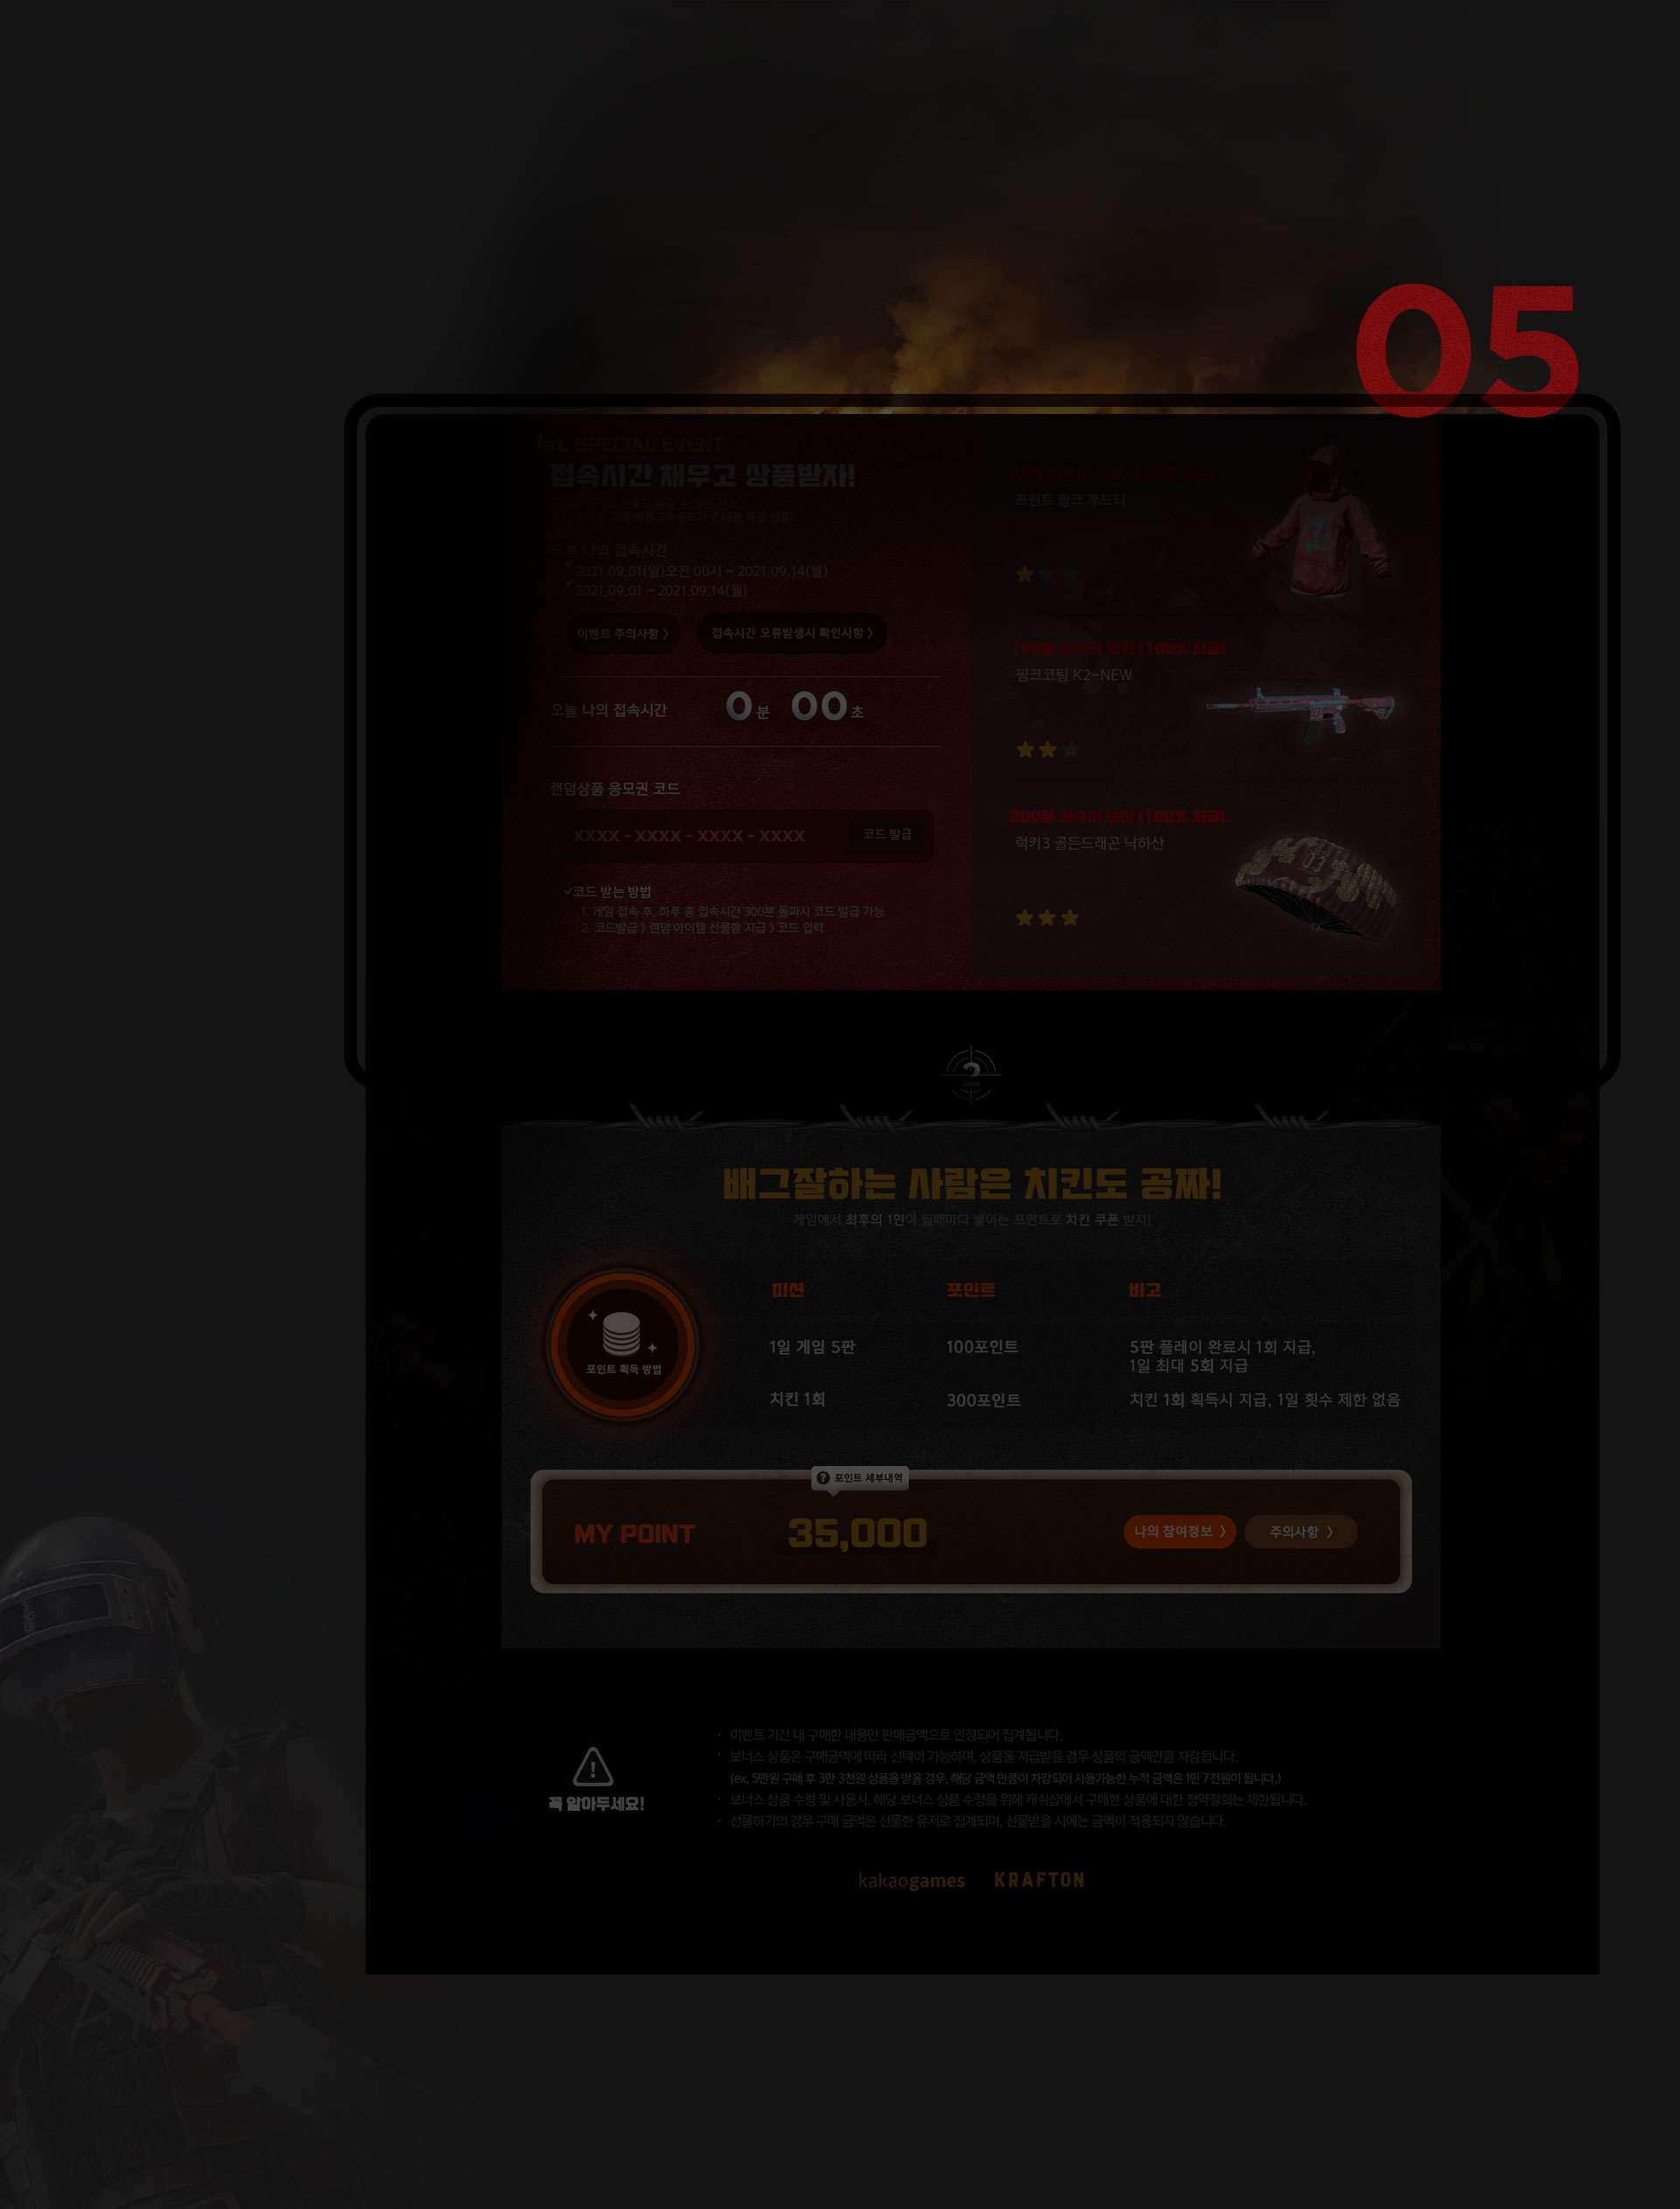 05
1st, SPECIAL EVENT
접속시간 채우고 상품받자!
오늘 나의 접속시간
2021.09.01(일)오전 00시 ~ 2021.09.14(월)
2021.09.01 ~ 2021.09.14(월)
이벤트 주의사항 >
접속시간 오류발생시 확인사항 >
오늘 나의 접속시간
0분 00초
랜덤상품 응모권 코드
XXXX - XXXX - XXXX - XXXX
코드 발급
코드 받는 방법
1. 게임 접속 후, 하루 총 접속시간 300분 돌파시 코드 발급 가능
2. 코드발급 > 랜덤 아이템 선물함 지급 > 코드 입력
프린트 핑크 후드티
100분 (100% 지급)
핑크코팅 K2-NEW
200분 (100% 지급)
럭키3 골든드래곤 낙하산
2
배그잘하는 사람은 치킨도 공짜!
게임에서 최후의 1인이 될때마다 쌓이는 포인트로 치킨 쿠폰 받자!
포인트 획득 방법
미션 포인트 비고
1일 게임 5판 100포인트 5판 플레이 완료시 1회 지급,
1일 최대 5회 지급
치킨 1회 300포인트 치킨 1회 획득시 지급, 1일 횟수 제한 없음
? 포인트 세부내역
MY POINT 35,000
나의 참여정보 >
주의사항 >
꼭 알아두세요!
· 이벤트 기간 내 구매한 내용만 판매금액으로 인정되어 집계됩니다.
· 보너스 상품은 구매금액에 따라 선택이 가능하며, 상품을 지급받을 경우 상품의 금액만큼 차감됩니다.
(ex, 5만원 구매 후 3만 3천원 상품을 받을 경우, 해당 금액 만큼이 차감되어 사용가능한 누적 금액은 1만 7천원이 됩니다.)
· 보너스 상품 수령 및 사용시, 해당 보너스 상품 수령을 위해 캐쉬샵에서 구매한 상품에 대한 청약철회는 제한됩니다.
· 선물하기의 경우 구매 금액은 선물한 유저로 집계되며, 선물받을 시에는 금액이 적용되지 않습니다.
kakaogames KRAFTON